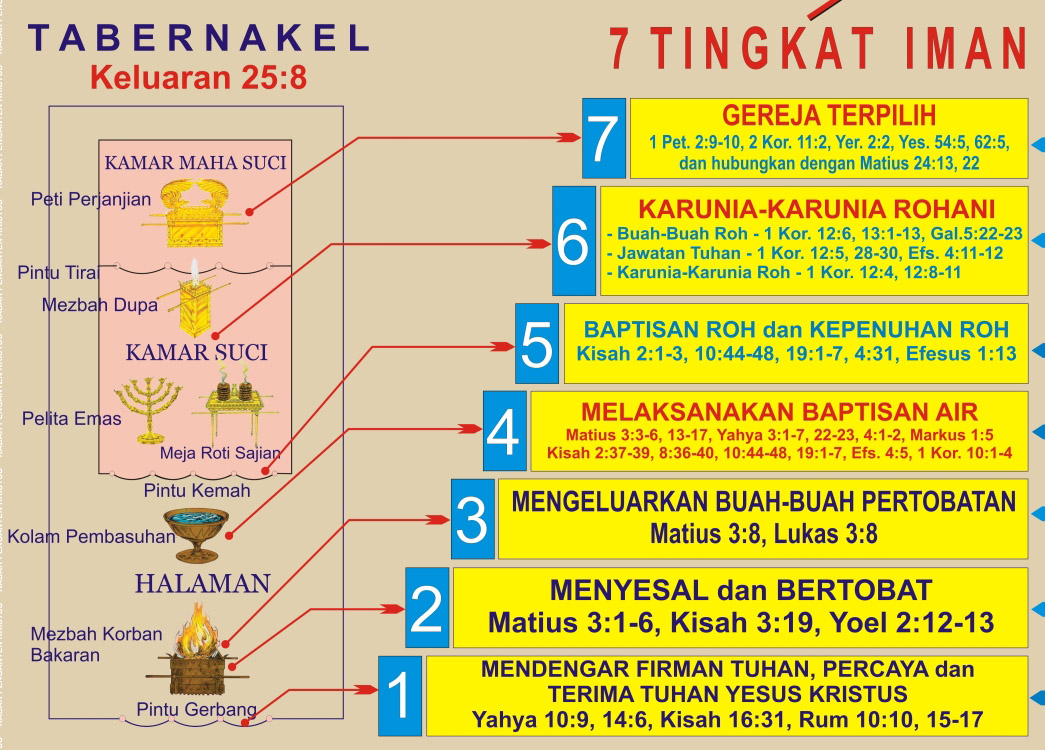 TABERNAKEL
Keluaran 25:8
KAMAR MAHA SUCI
Peti Perjanjian
Pintu Tirai
Mezbah Dupa
KAMAR SUCI
Pelita Emas
Meja Roti Sajian
Pintu Kemah
Kolam Pembasuhan
HALAMAN
Mezbah Korban
Bakaran
Pintu Gerbang
7 TINGKAT IMAN
7
GEREJA TERPILIH
1 Pet. 2:9-10, 2 Kor. 11:2, Yer. 2:2, Yes. 54:5, 62:5,
dan hubungkan dengan Matius 24:13, 22
6
KARUNIA-KARUNIA ROHANI
- Buah-Buah Roh - 1 Kor. 12:6, 13:1-13, Gal.5:22-23
- Jawatan Tuhan - 1 Kor. 12:5, 28-30, Efs. 4:11-12
- Karunia-Karunia Roh - 1 Kor. 12:4, 12:8-11
5
BAPTISAN ROH dan KEPENUHAN ROH
Kisah 2:1-3, 10:44-48, 19:1-7, 4:31, Efesus 1:13
4
MELAKSANAKAN BAPTISAN AIR
Matius 3:3-6, 13-17, Yahya 3:1-7, 22-23, 4:1-2, Markus 1:5
Kisah 2:37-39, 8:36-40, 10:44-48, 19:1-7, Efs. 4:5, 1 Kor. 10:1-4
3
MENGELUARKAN BUAH-BUAH PERTOBATAN
Matius 3:8, Lukas 3:8
2
MENYESAL dan BERTOBAT
Matius 3:1-6, Kisah 3:19, Yoel 2:12-13
1
MENDENGAR FIRMAN TUHAN, PERCAYA dan
TERIMA TUHAN YESUS KRISTUS
Yahya 10:9, 14:6, Kisah 16:31, Rum 10:10, 15-17